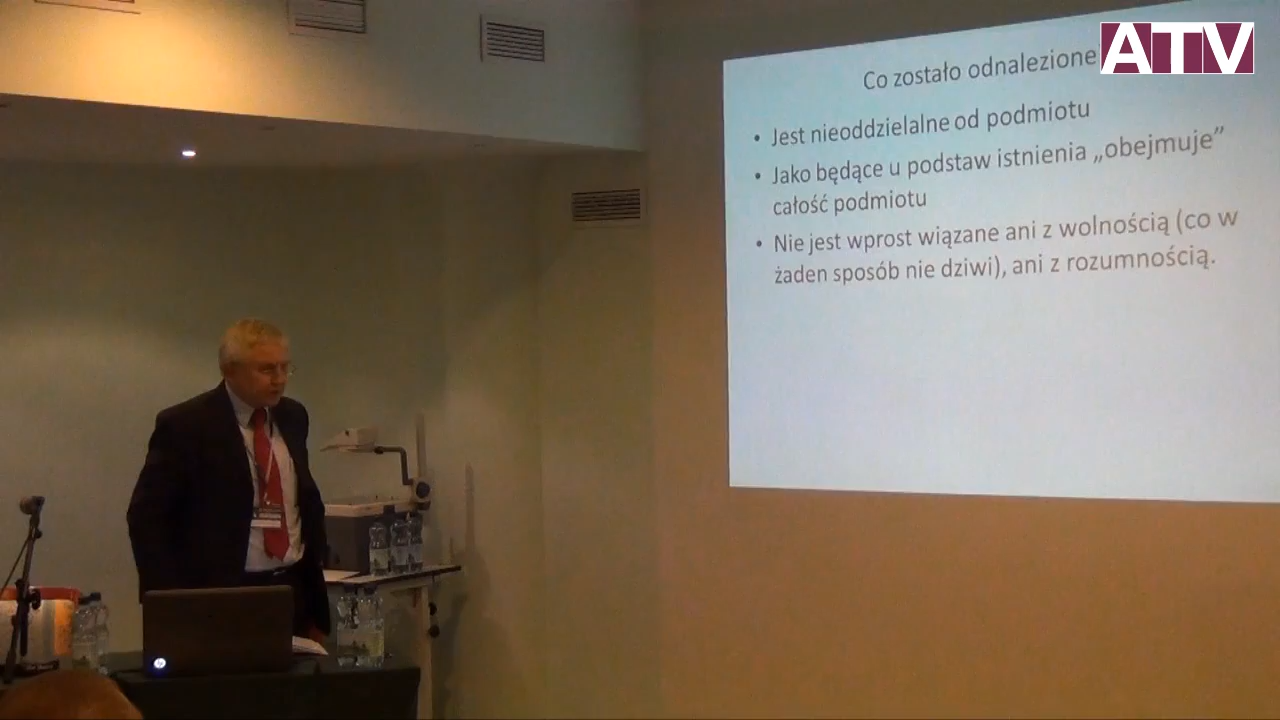 ATV
Co zostało odnalezione
• Jest nieoddzielalne od podmiotu
• Jako będące u podstaw istnienia „obejmuje”
całość podmiotu
• Nie jest wprost wiązane ani z wolnością (co w
żaden sposób nie dziwi), ani z rozumnością.
hp